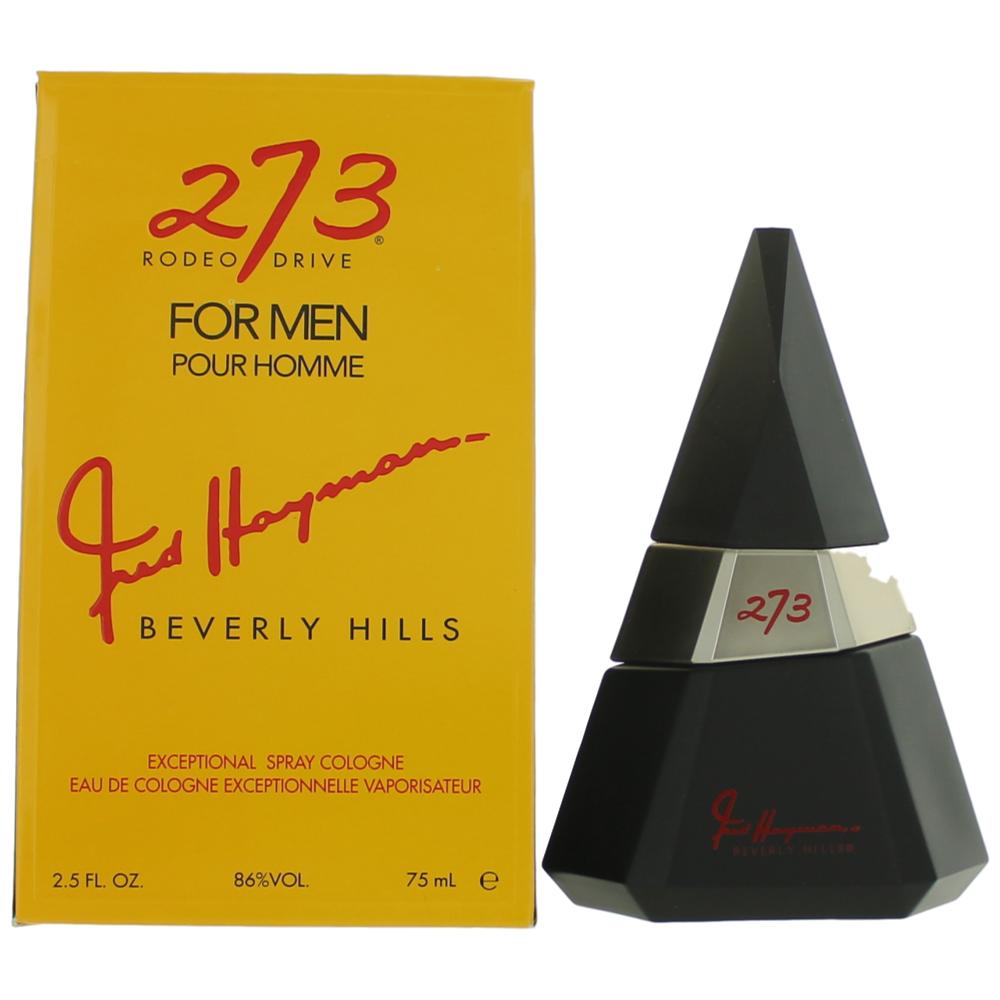 273®
RODEO DRIVE
FOR MEN
POUR HOMME
Fred Hayman
BEVERLY HILLS
EXCEPTIONAL SPRAY COLOGNE
EAU DE COLOGNE EXCEPTIONNELLE VAPORISATEUR
2.5 FL. OZ. 86%VOL. 75 mL ℮
273
Fred Hayman
BEVERLY HILLS®